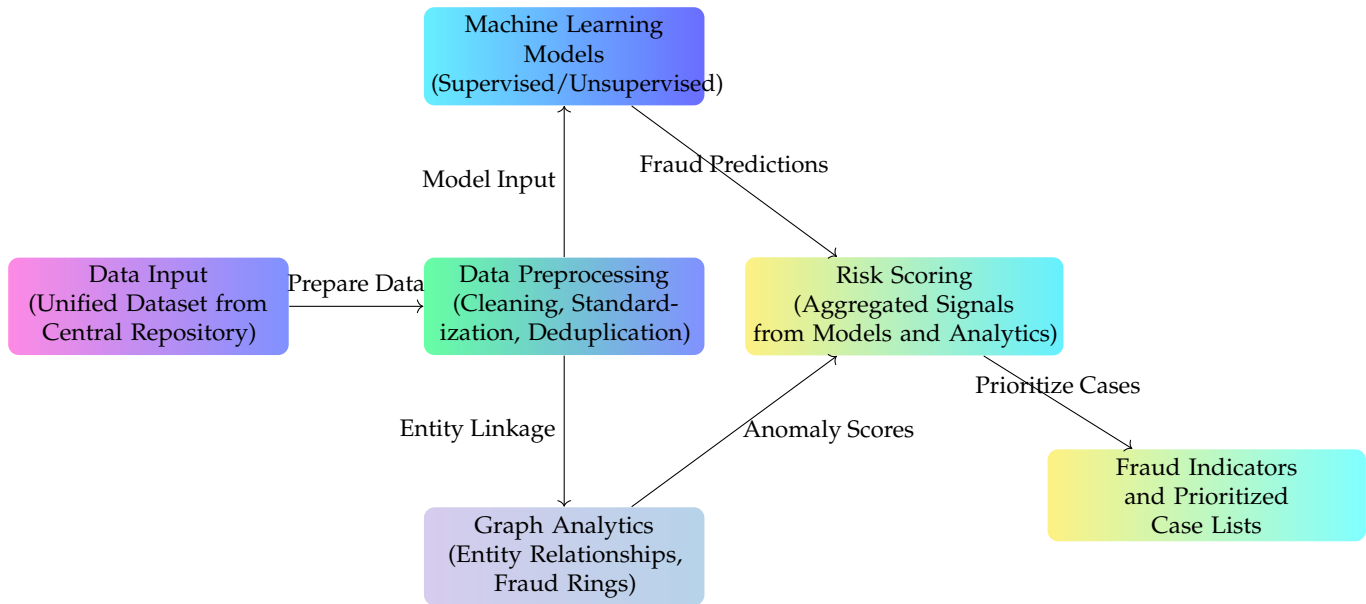 Machine Learning
Models
(Supervised/Unsupervised)
Fraud Predictions
Model Input
Data Input
(Unified Dataset from
Central Repository)
Prepare Data
Data Preprocessing
(Cleaning, Standard-
ization, Deduplication)
Risk Scoring
(Aggregated Signals
from Models and Analytics)
Prioritize Cases
Entity Linkage
Anomaly Scores
Fraud Indicators
and Prioritized
Case Lists
Graph Analytics
(Entity Relationships,
Fraud Rings)